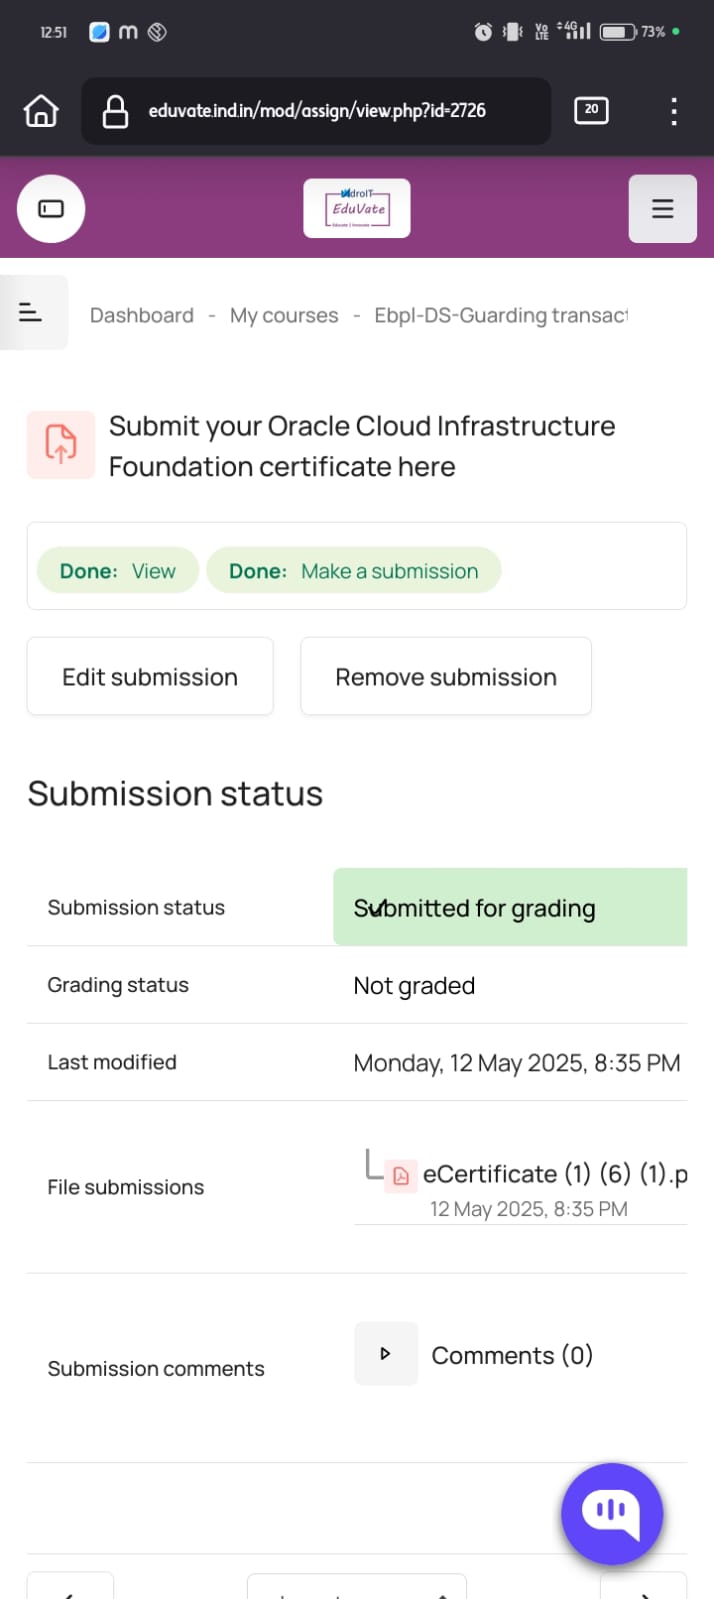 12:51 m VO LTE 4G 73%
eduvate.ind.in/mod/assign/view.php?id=2726 20
EduVate
Dashboard - My courses - Ebpl-DS-Guarding transact
Submit your Oracle Cloud Infrastructure
Foundation certificate here
Done: View Done: Make a submission
Edit submission Remove submission
Submission status
Submission status Submitted for grading
Grading status Not graded
Last modified Monday, 12 May 2025, 8:35 PM
File submissions eCertificate (1) (6) (1).p
12 May 2025, 8:35 PM
Submission comments Comments (0)